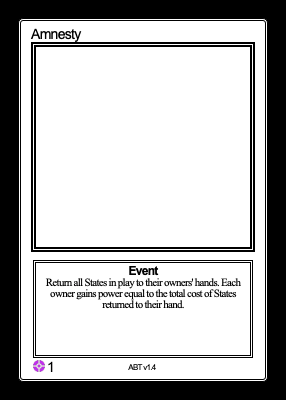 Amnesty
Event
Return all States in play to their owners' hands. Each
owner gains power equal to the total cost of States
returned to their hand.
1
ABT v1.4